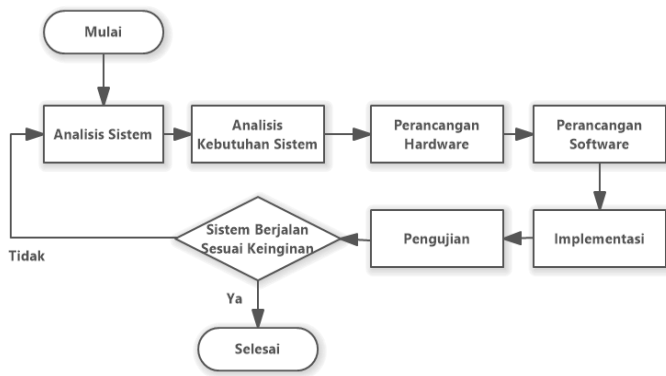 Mulai
Analisis Sistem
Analisis
Kebutuhan Sistem
Perancangan
Hardware
Perancangan
Software
Implementasi
Pengujian
Sistem Berjalan
Sesuai Keinginan
Tidak
Ya
Selesai